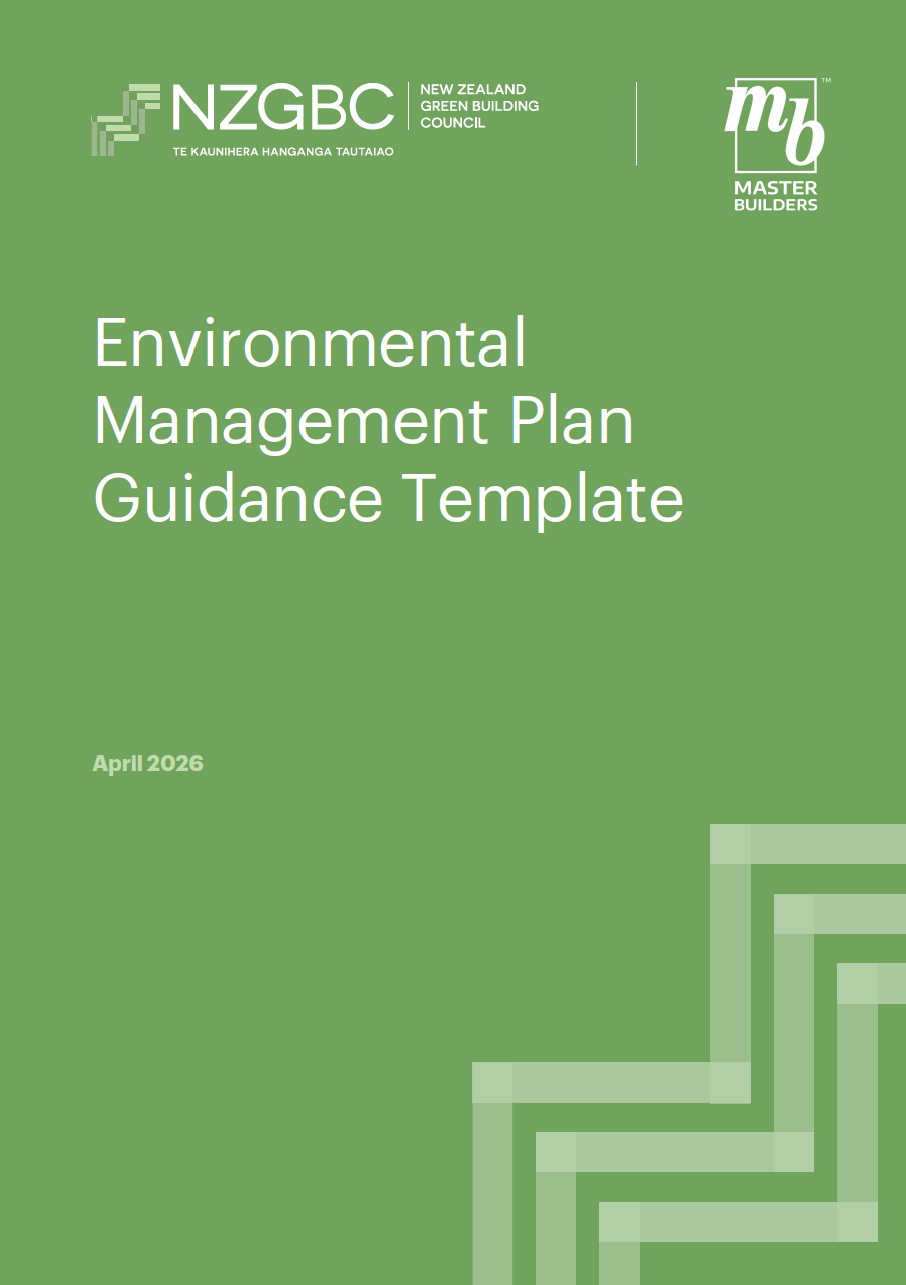 NZGBC
NEW ZEALAND
GREEN BUILDING
COUNCIL
TE KAUNIHERA HANGANGA TAUTAIAO
mb
TM
MASTER
BUILDERS
Environmental
Management Plan
Guidance Template
April 2026